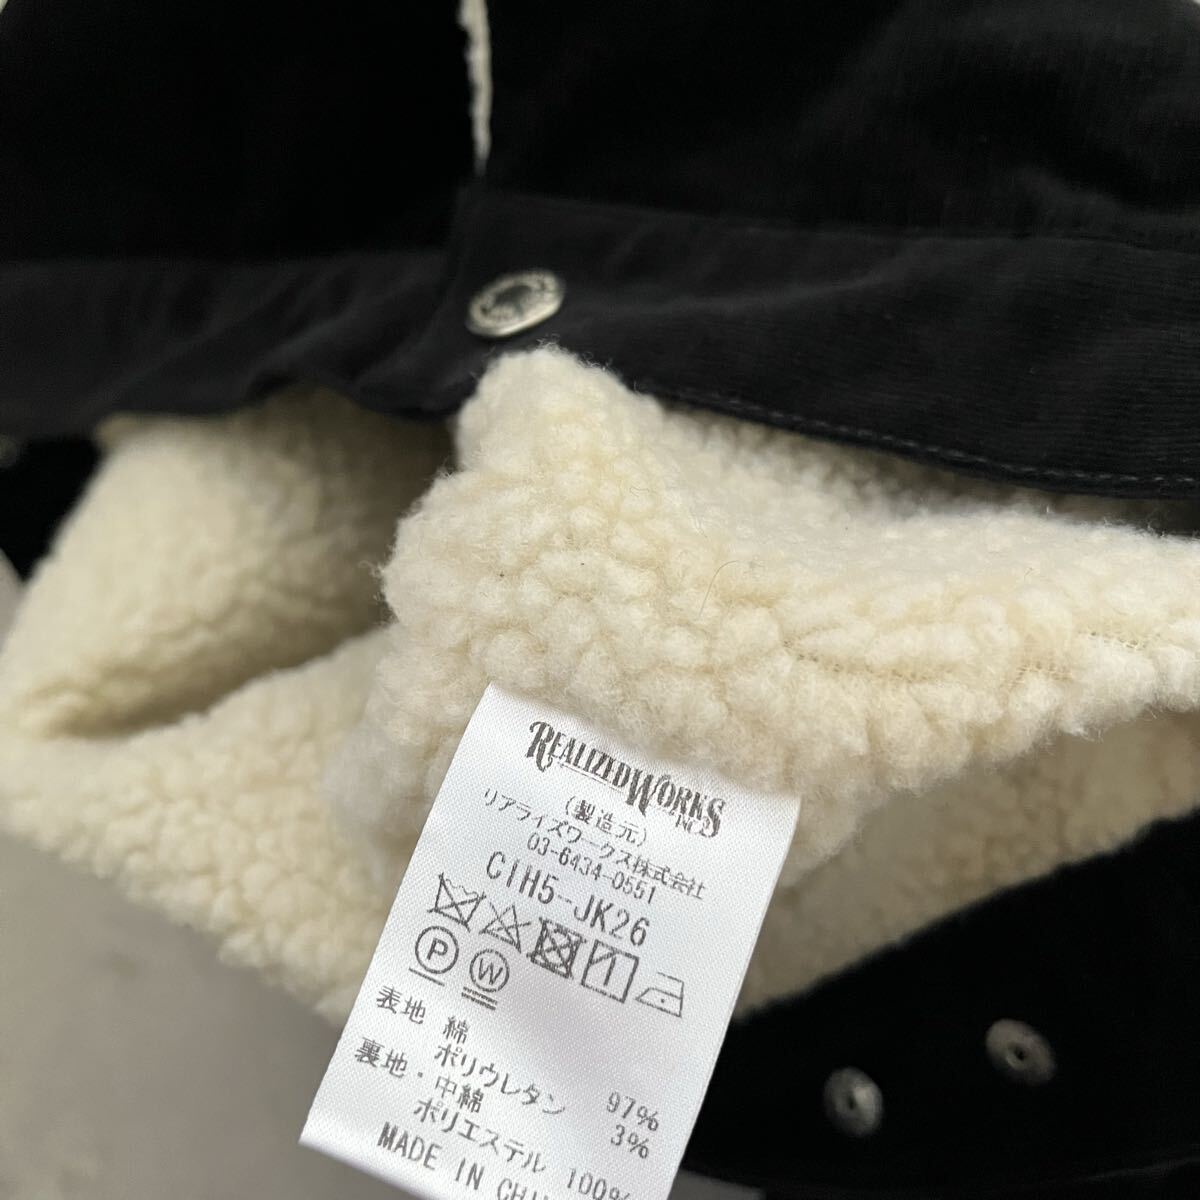 REALIZED WORKS
INC.
(製造元)
リアライズワークス株式会社
03-6434-0551
CIH5-JK26
P W
表地 綿 97%
ポリウレタン 3%
裏地・中綿
ポリエステル 100%
MADE IN